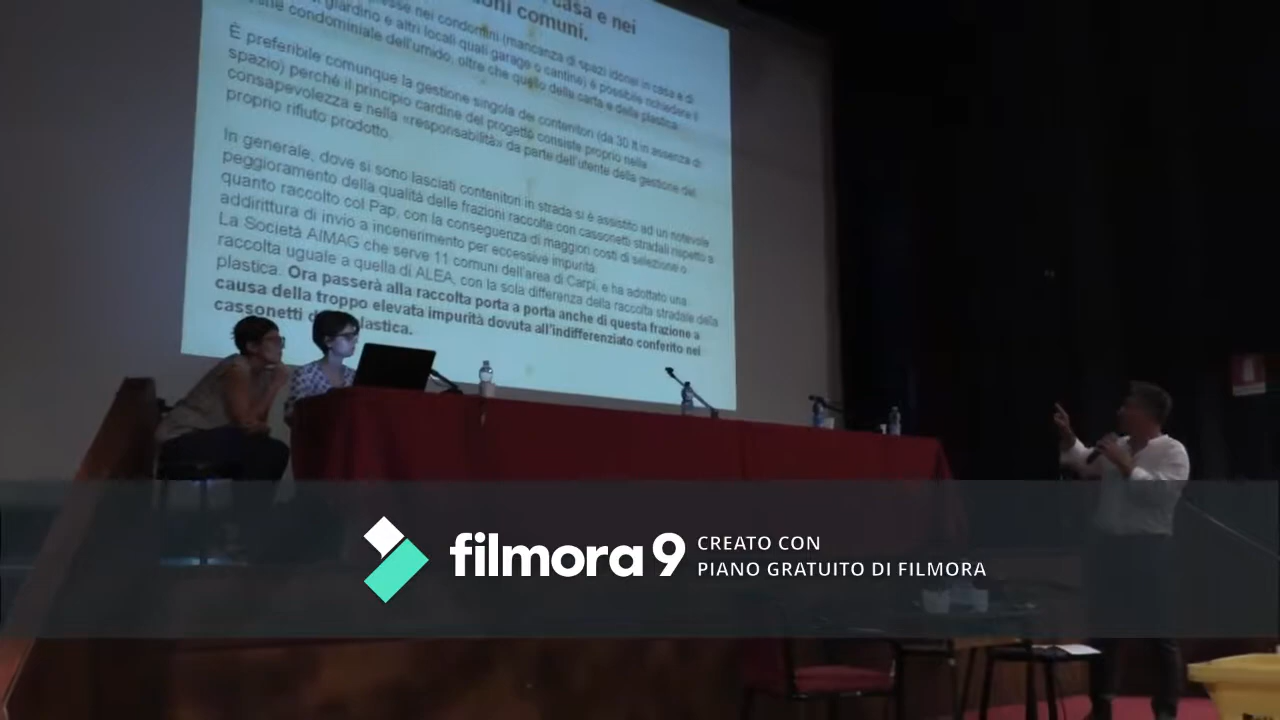 casa e nei
oni comuni.
nei condomini (mancanza di spazi idonei in casa e di
giardino e altri locali quali garage o cantine) è possibile richiedere il
condominiale dell'umido, oltre che quello della carta e della plastica
È preferibile comunque la gestione singola dei contenitori (da 30 lt in assenza di
spazio) perché il principio cardine del progetto consiste proprio nella
consapevolezza e nella «responsabilità» da parte dell'utente della gestione del
proprio rifiuto prodotto.
In generale, dove si sono lasciati contenitori in strada si è assistito ad un notevole
peggioramento della qualità delle frazioni raccolte con cassonetti stradali rispetto a
quanto raccolto col Pap, con la conseguenza di maggiori costi di selezione o
addirittura di invio a incenerimento per eccessive impurità.
La Società AIMAG che serve 11 comuni dell'area di Carpi, e ha adottato una
raccolta uguale a quella di ALEA, con la sola differenza della raccolta stradale della
plastica. Ora passerà alla raccolta porta a porta anche di questa frazione a
causa della troppo elevata impurità dovuta all'indifferenziato conferito nei
cassonetti d lastica.
filmora9
CREATO CON
PIANO GRATUITO DI FILMORA